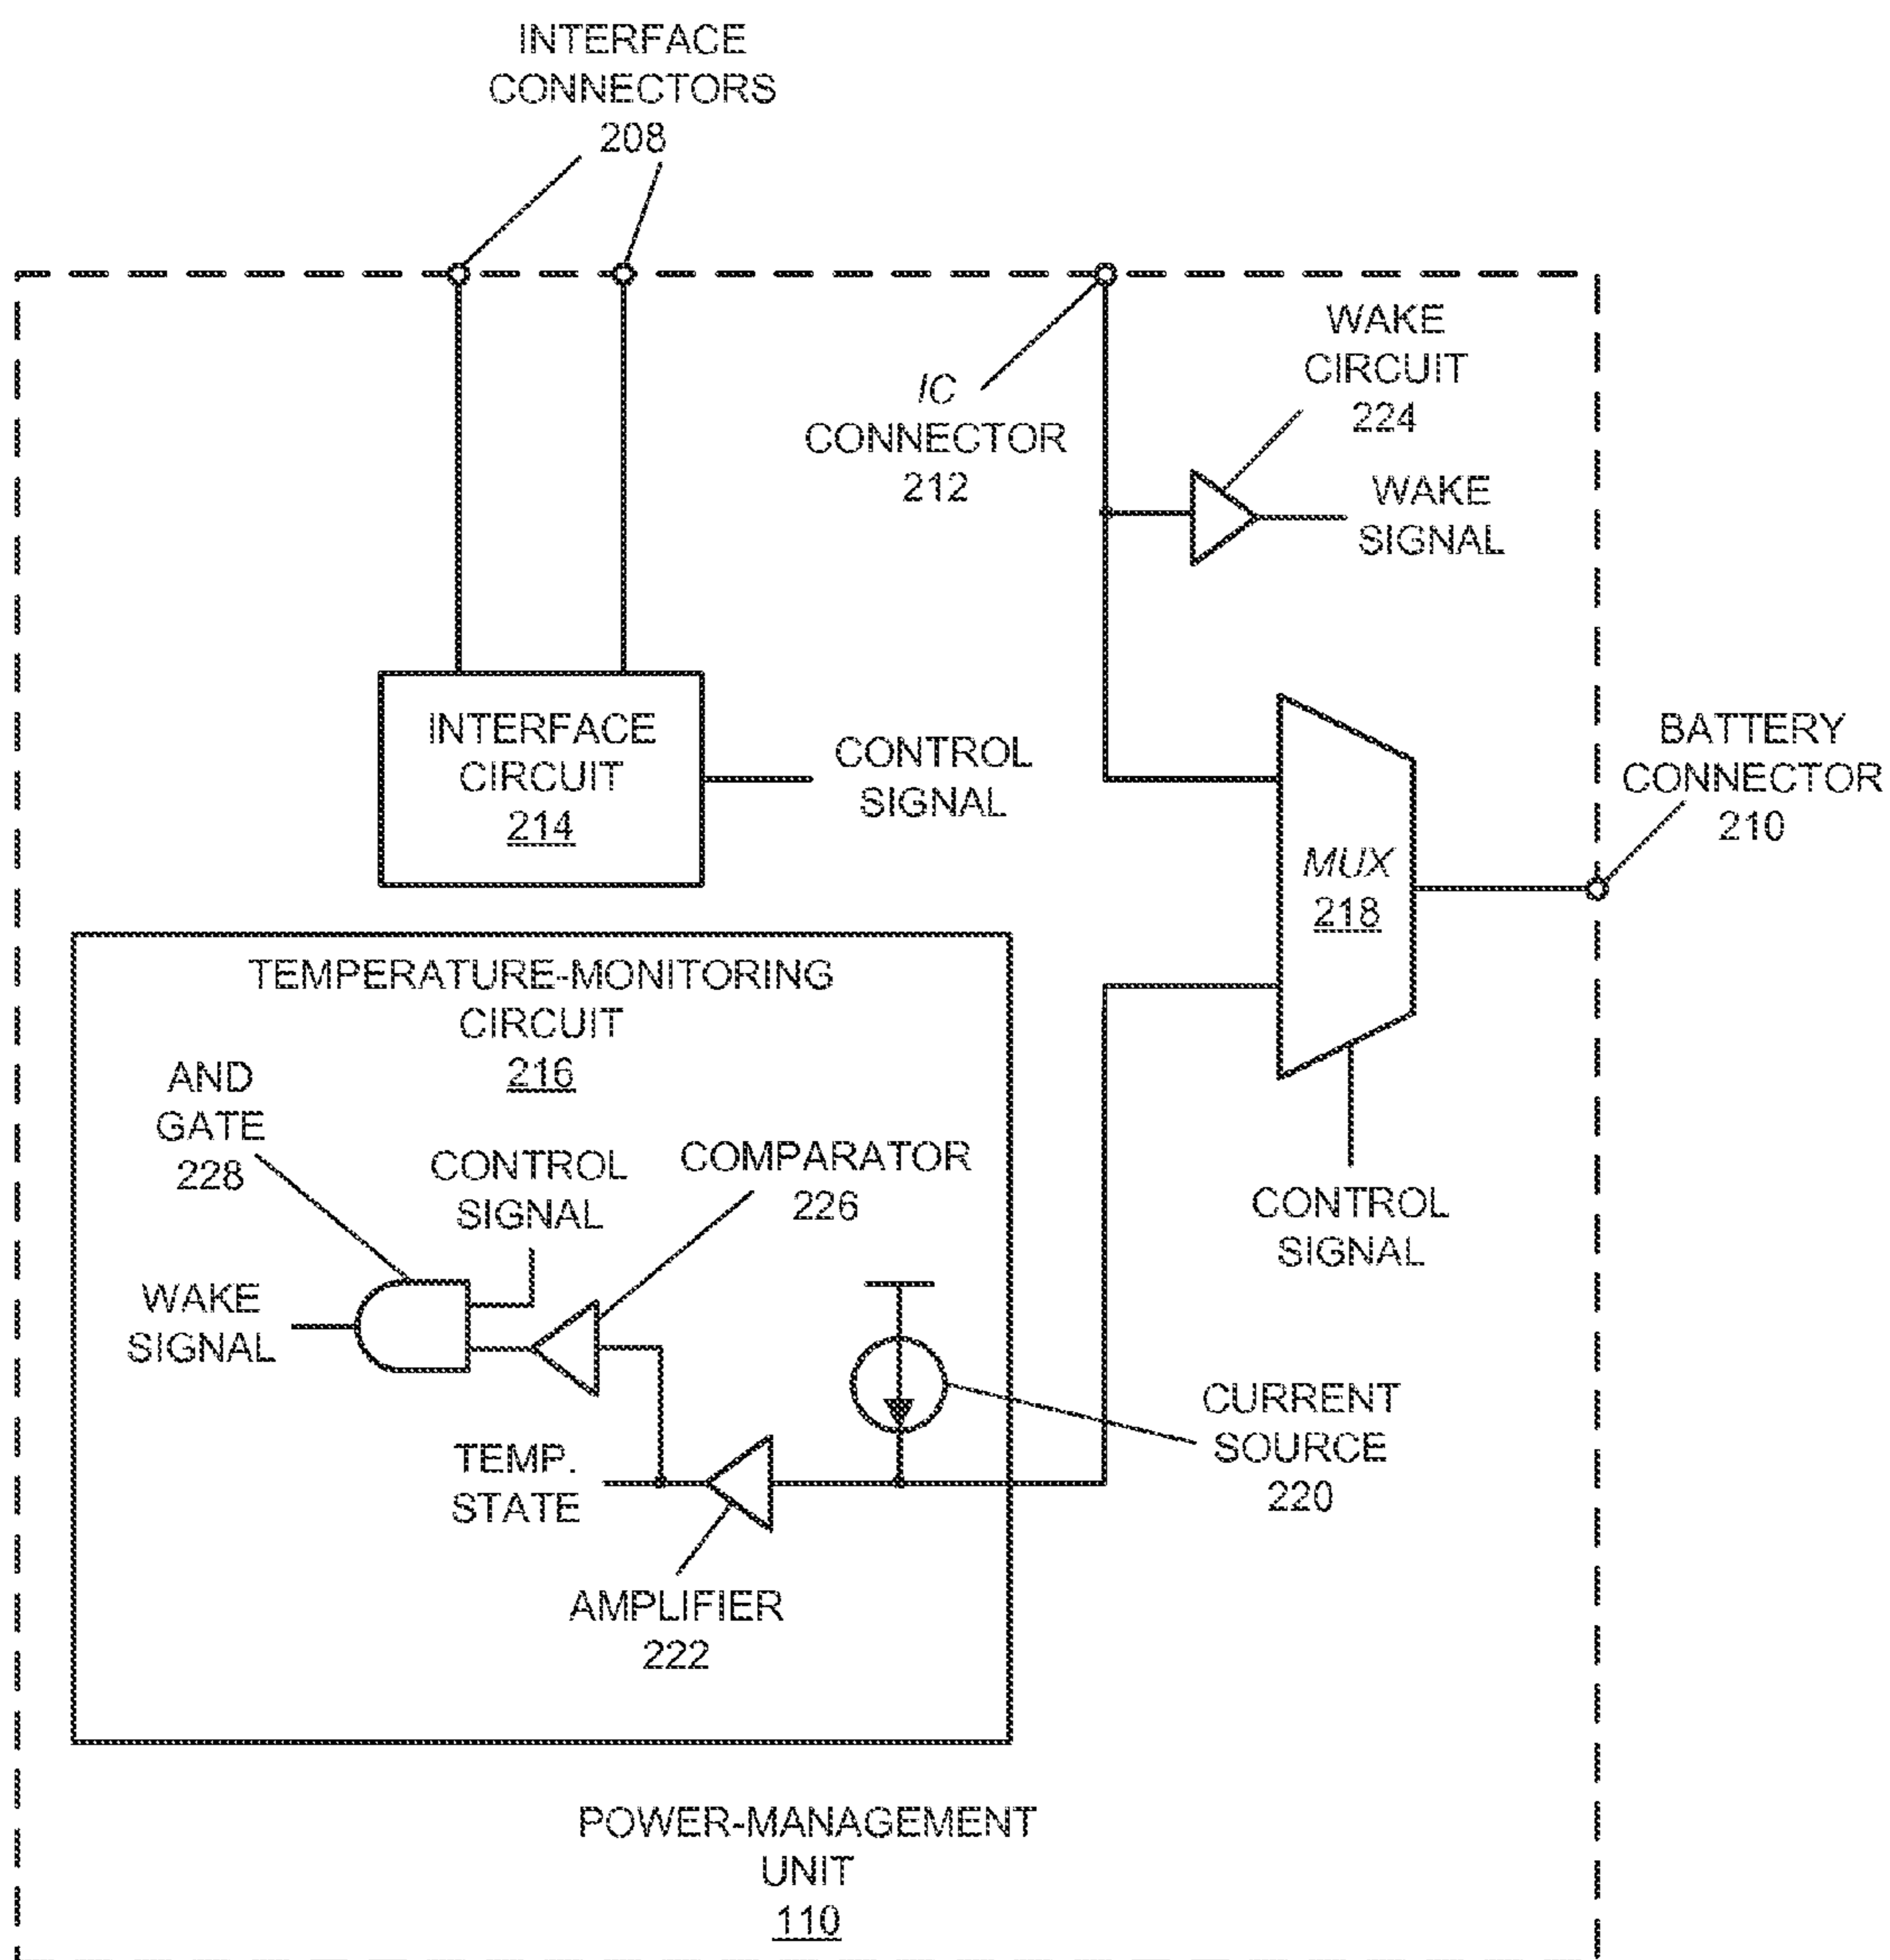 INTERFACE
CONNECTORS
208
IC
CONNECTOR
212
WAKE
CIRCUIT
224
WAKE
SIGNAL
INTERFACE
CIRCUIT
214
CONTROL
SIGNAL
MUX
218
BATTERY
CONNECTOR
210
CONTROL
SIGNAL
TEMPERATURE-MONITORING
CIRCUIT
216
AND
GATE
228
CONTROL
SIGNAL
COMPARATOR
226
WAKE
SIGNAL
TEMP.
STATE
CURRENT
SOURCE
220
AMPLIFIER
222
POWER-MANAGEMENT
UNIT
110